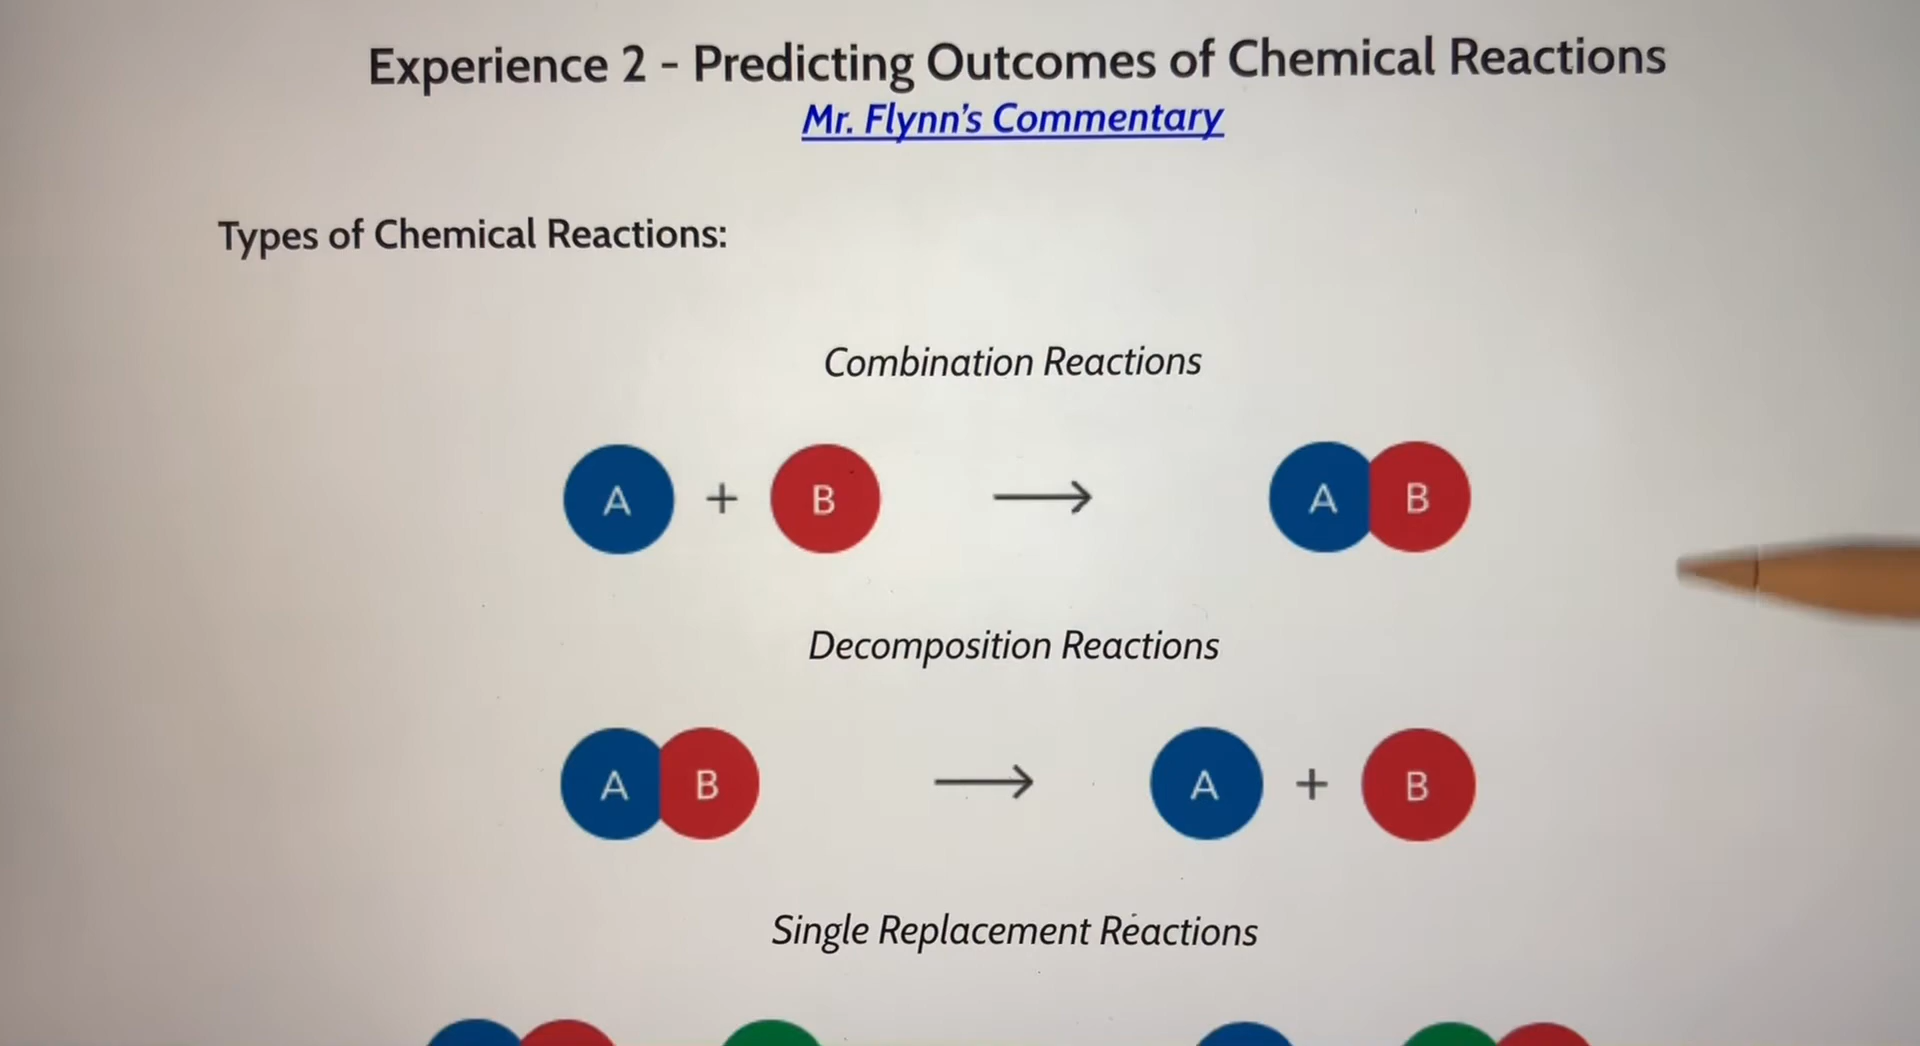 Experience 2 - Predicting Outcomes of Chemical Reactions
Mr. Flynn's Commentary
Types of Chemical Reactions:
Combination Reactions
A + B → A B
Decomposition Reactions
A B → A + B
Single Replacement Reactions